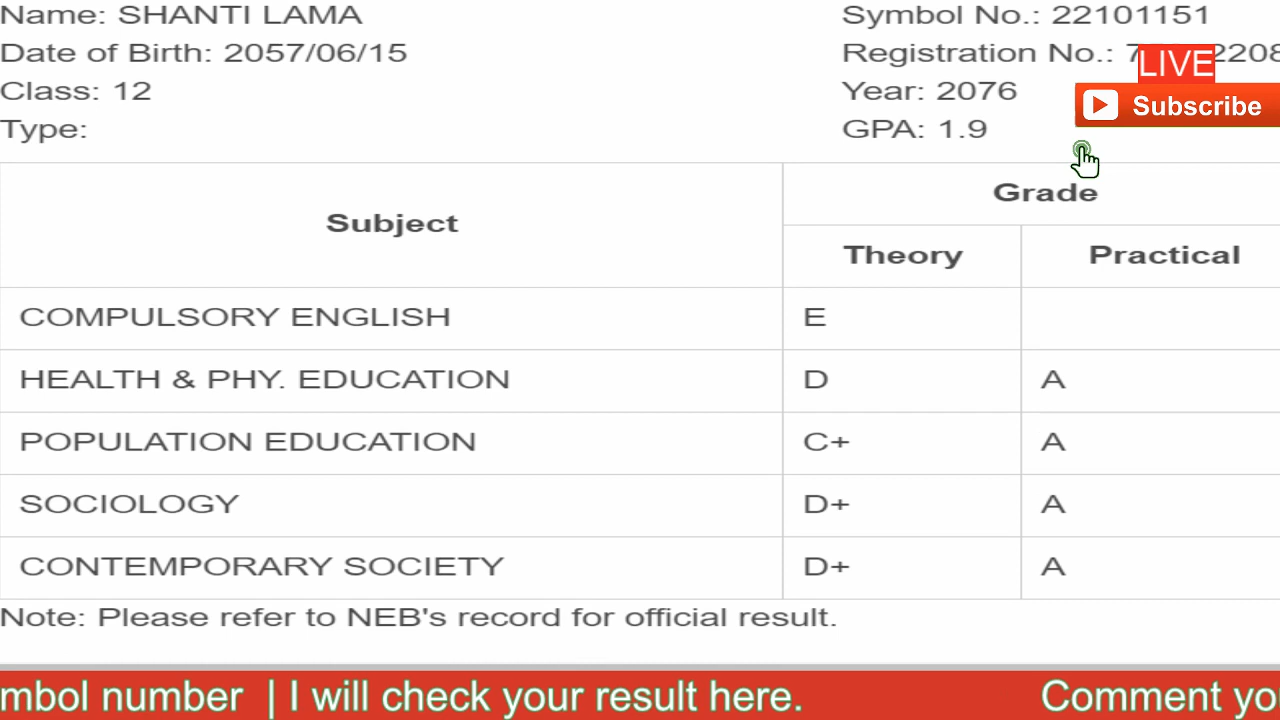 Name: SHANTI LAMA
Symbol No.: 22101151
Date of Birth: 2057/06/15
Registration No.:
LIVE
Class: 12
Year: 2076
Subscribe
Type:
GPA: 1.9
Subject
Grade
Theory Practical
COMPULSORY ENGLISH E
HEALTH & PHY. EDUCATION D A
POPULATION EDUCATION C+ A
SOCIOLOGY D+ A
CONTEMPORARY SOCIETY D+ A
Note: Please refer to NEB's record for official result.
mbol number | I will check your result here. Comment yo